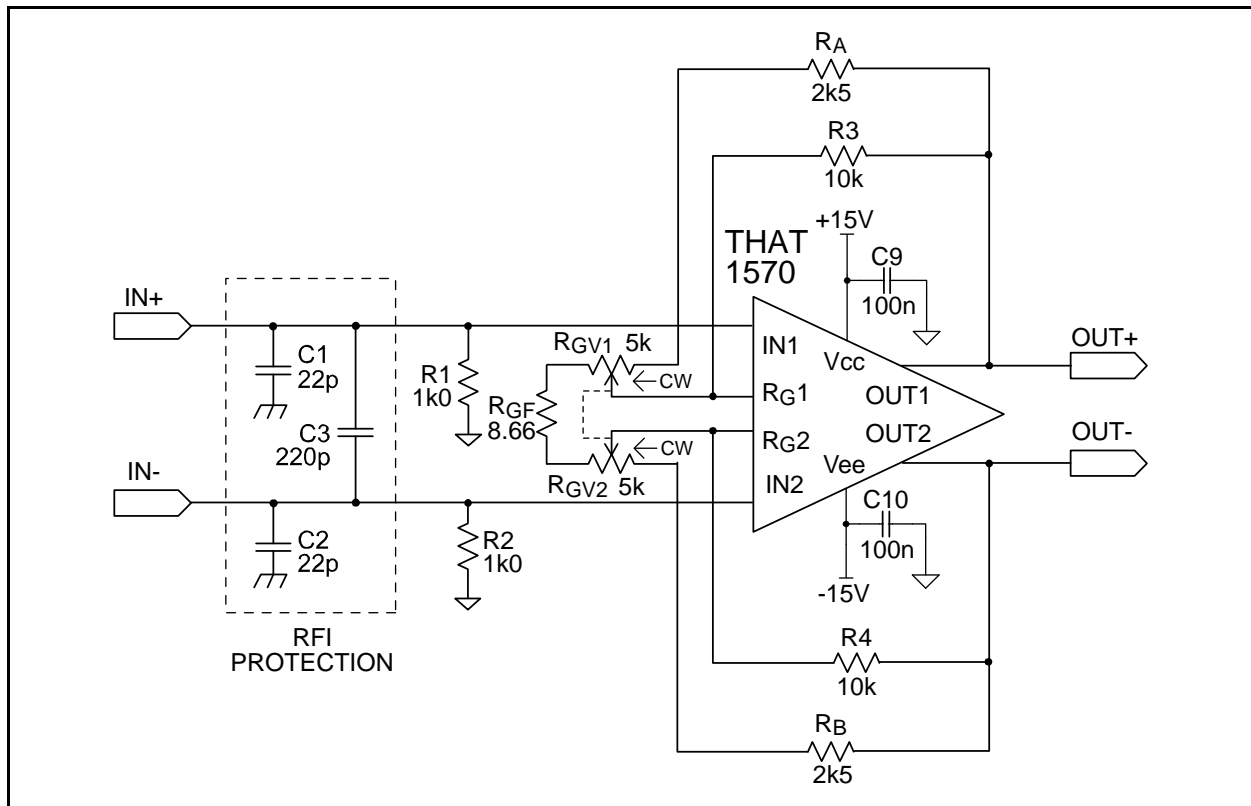 RA
2k5
R3
10k
+15V
THAT
1570
C9
100n
IN+
C1
22p
C3
220p
R1
1k0
RGV1 5k
CW
RGF
8.66
CW
RGV2 5k
IN1
Vcc
RG1
OUT1
RG2
OUT2
Vee
IN2
OUT+
OUT-
IN-
C2
22p
R2
1k0
C10
100n
-15V
RFI
PROTECTION
R4
10k
RB
2k5